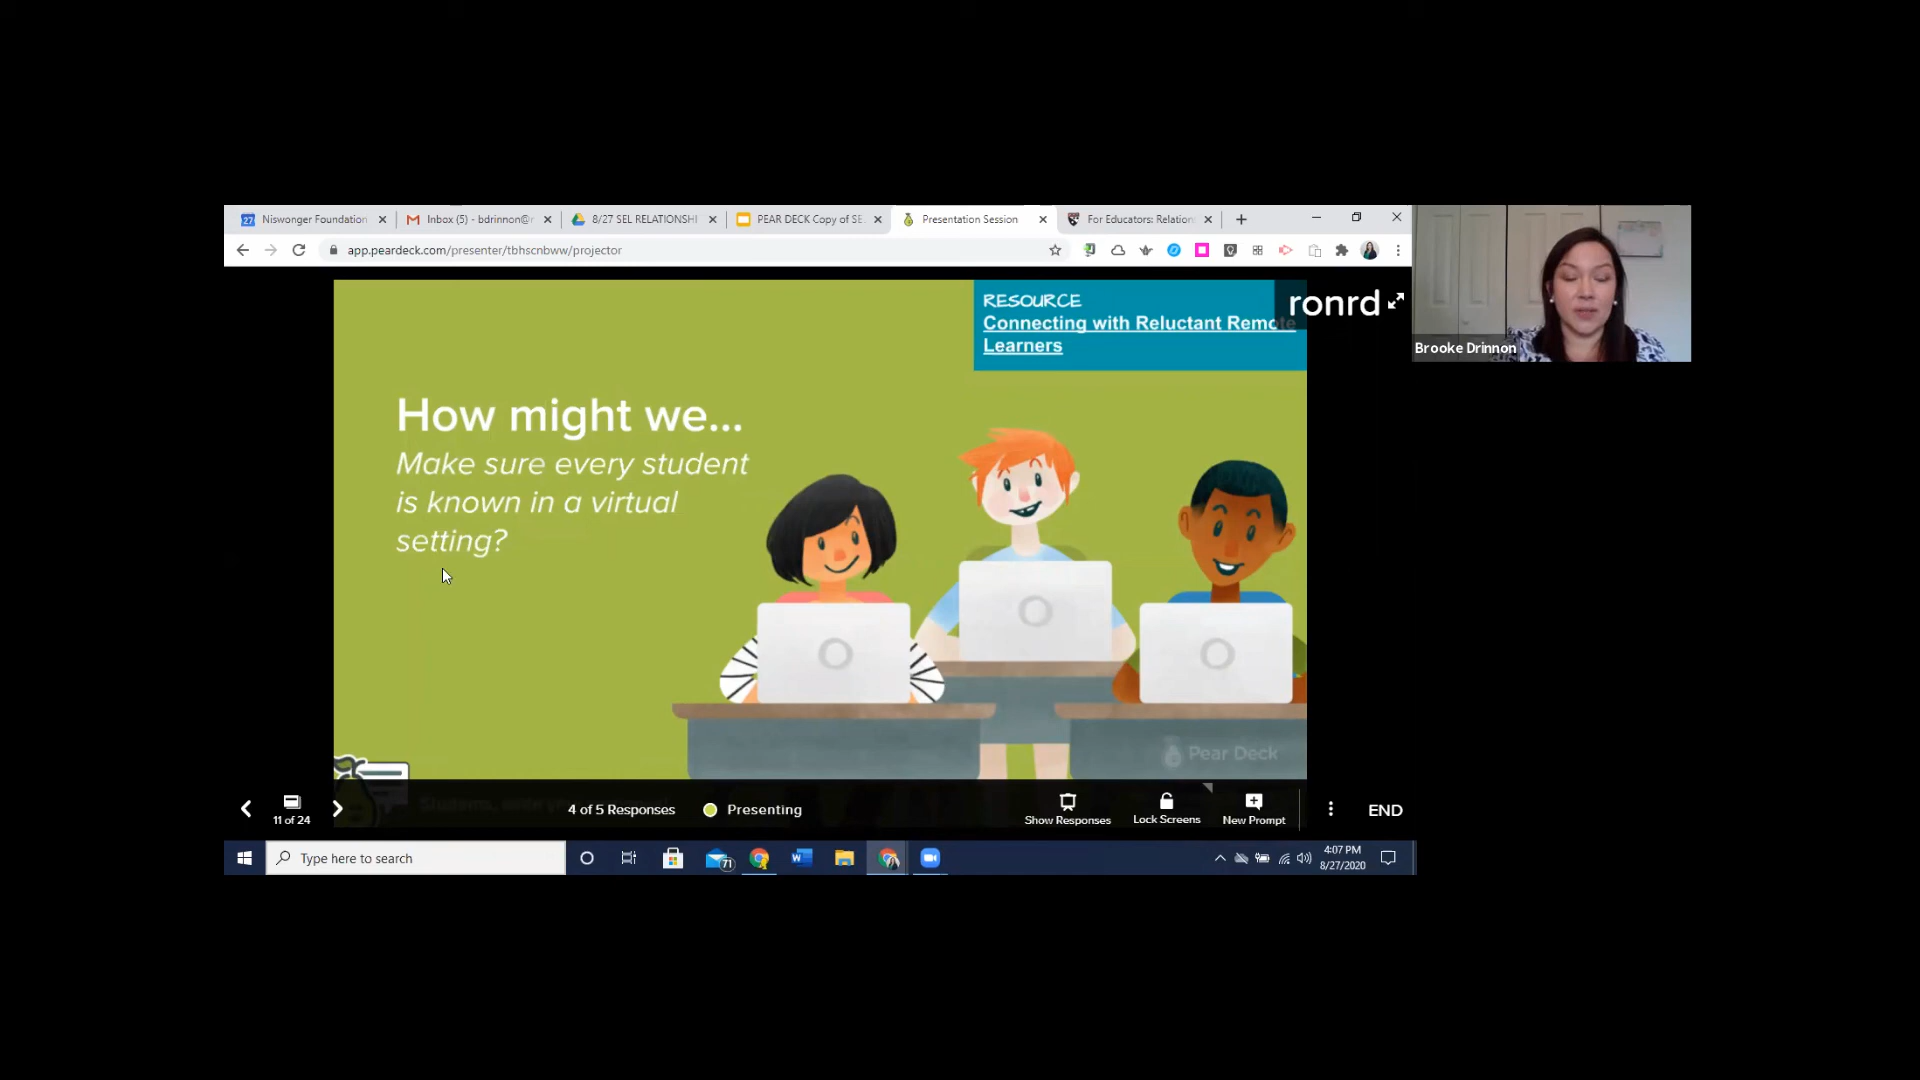 Niswonger Foundation
Inbox (5) - bdrinnon@r
8/27 SEL RELATIONSHI
PEAR DECK Copy of SE
Presentation Session
For Educators: Relation
app.peardeck.com/presenter/tbhscnbww/projector
RESOURCE
Connecting with Reluctant Remote
Learners
ronrd
Brooke Drinnon
How might we...
Make sure every student
is known in a virtual
setting?
Pear Deck
11 of 24
4 of 5 Responses
Presenting
Show Responses
Lock Screens
New Prompt
END
Type here to search
71
4:07 PM
8/27/2020